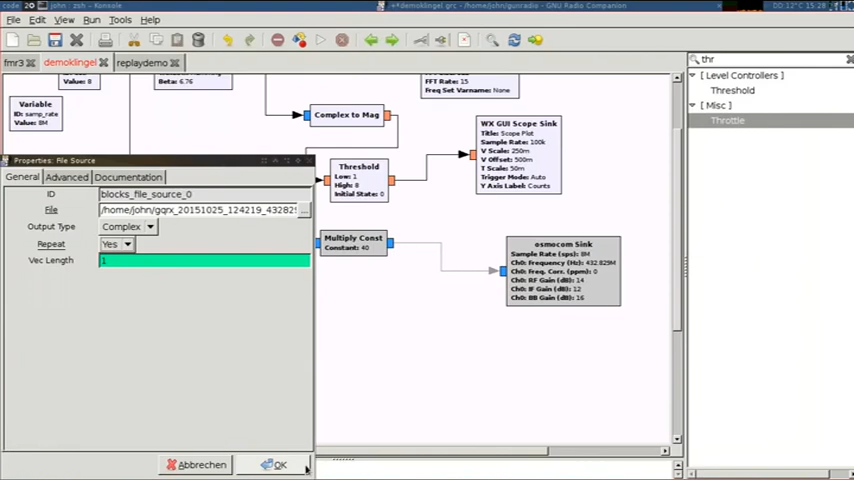 code 20 john : zsh - Konsole
demoklingel.grc - /home/john/gunradio - GNU Radio Companion
DD 12°C 15:28
File Edit View Run Tools Help
fmr3 demoklingel replaydemo
thr
[ Level Controllers ]
Threshold
[ Misc ]
Throttle
Value: 8
Beta: 6.76
FFT Rate: 15
Freq Set Varname: None
Variable
ID: samp_rate
Value: 8M
Complex to Mag
WX GUI Scope Sink
Title: Scope Plot
Sample Rate: 100k
V Scale: 250m
V Offset: 500m
T Scale: 50m
Trigger Mode: Auto
Y Axis Label: Counts
Threshold
Low: 1
High: 8
Initial State: 0
Multiply Const
Constant: 40
osmocom Sink
Sample Rate (sps): 8M
Ch0: Frequency (Hz): 432.829M
Ch0: Freq. Corr. (ppm): 0
Ch0: RF Gain (dB): 14
Ch0: IF Gain (dB): 12
Ch0: BB Gain (dB): 16
Properties: File Source
General Advanced Documentation
ID blocks_file_source_0
File /home/john/gqrx_20151025_124219_432829 ...
Output Type Complex
Repeat Yes
Vec Length 1
Abbrechen OK